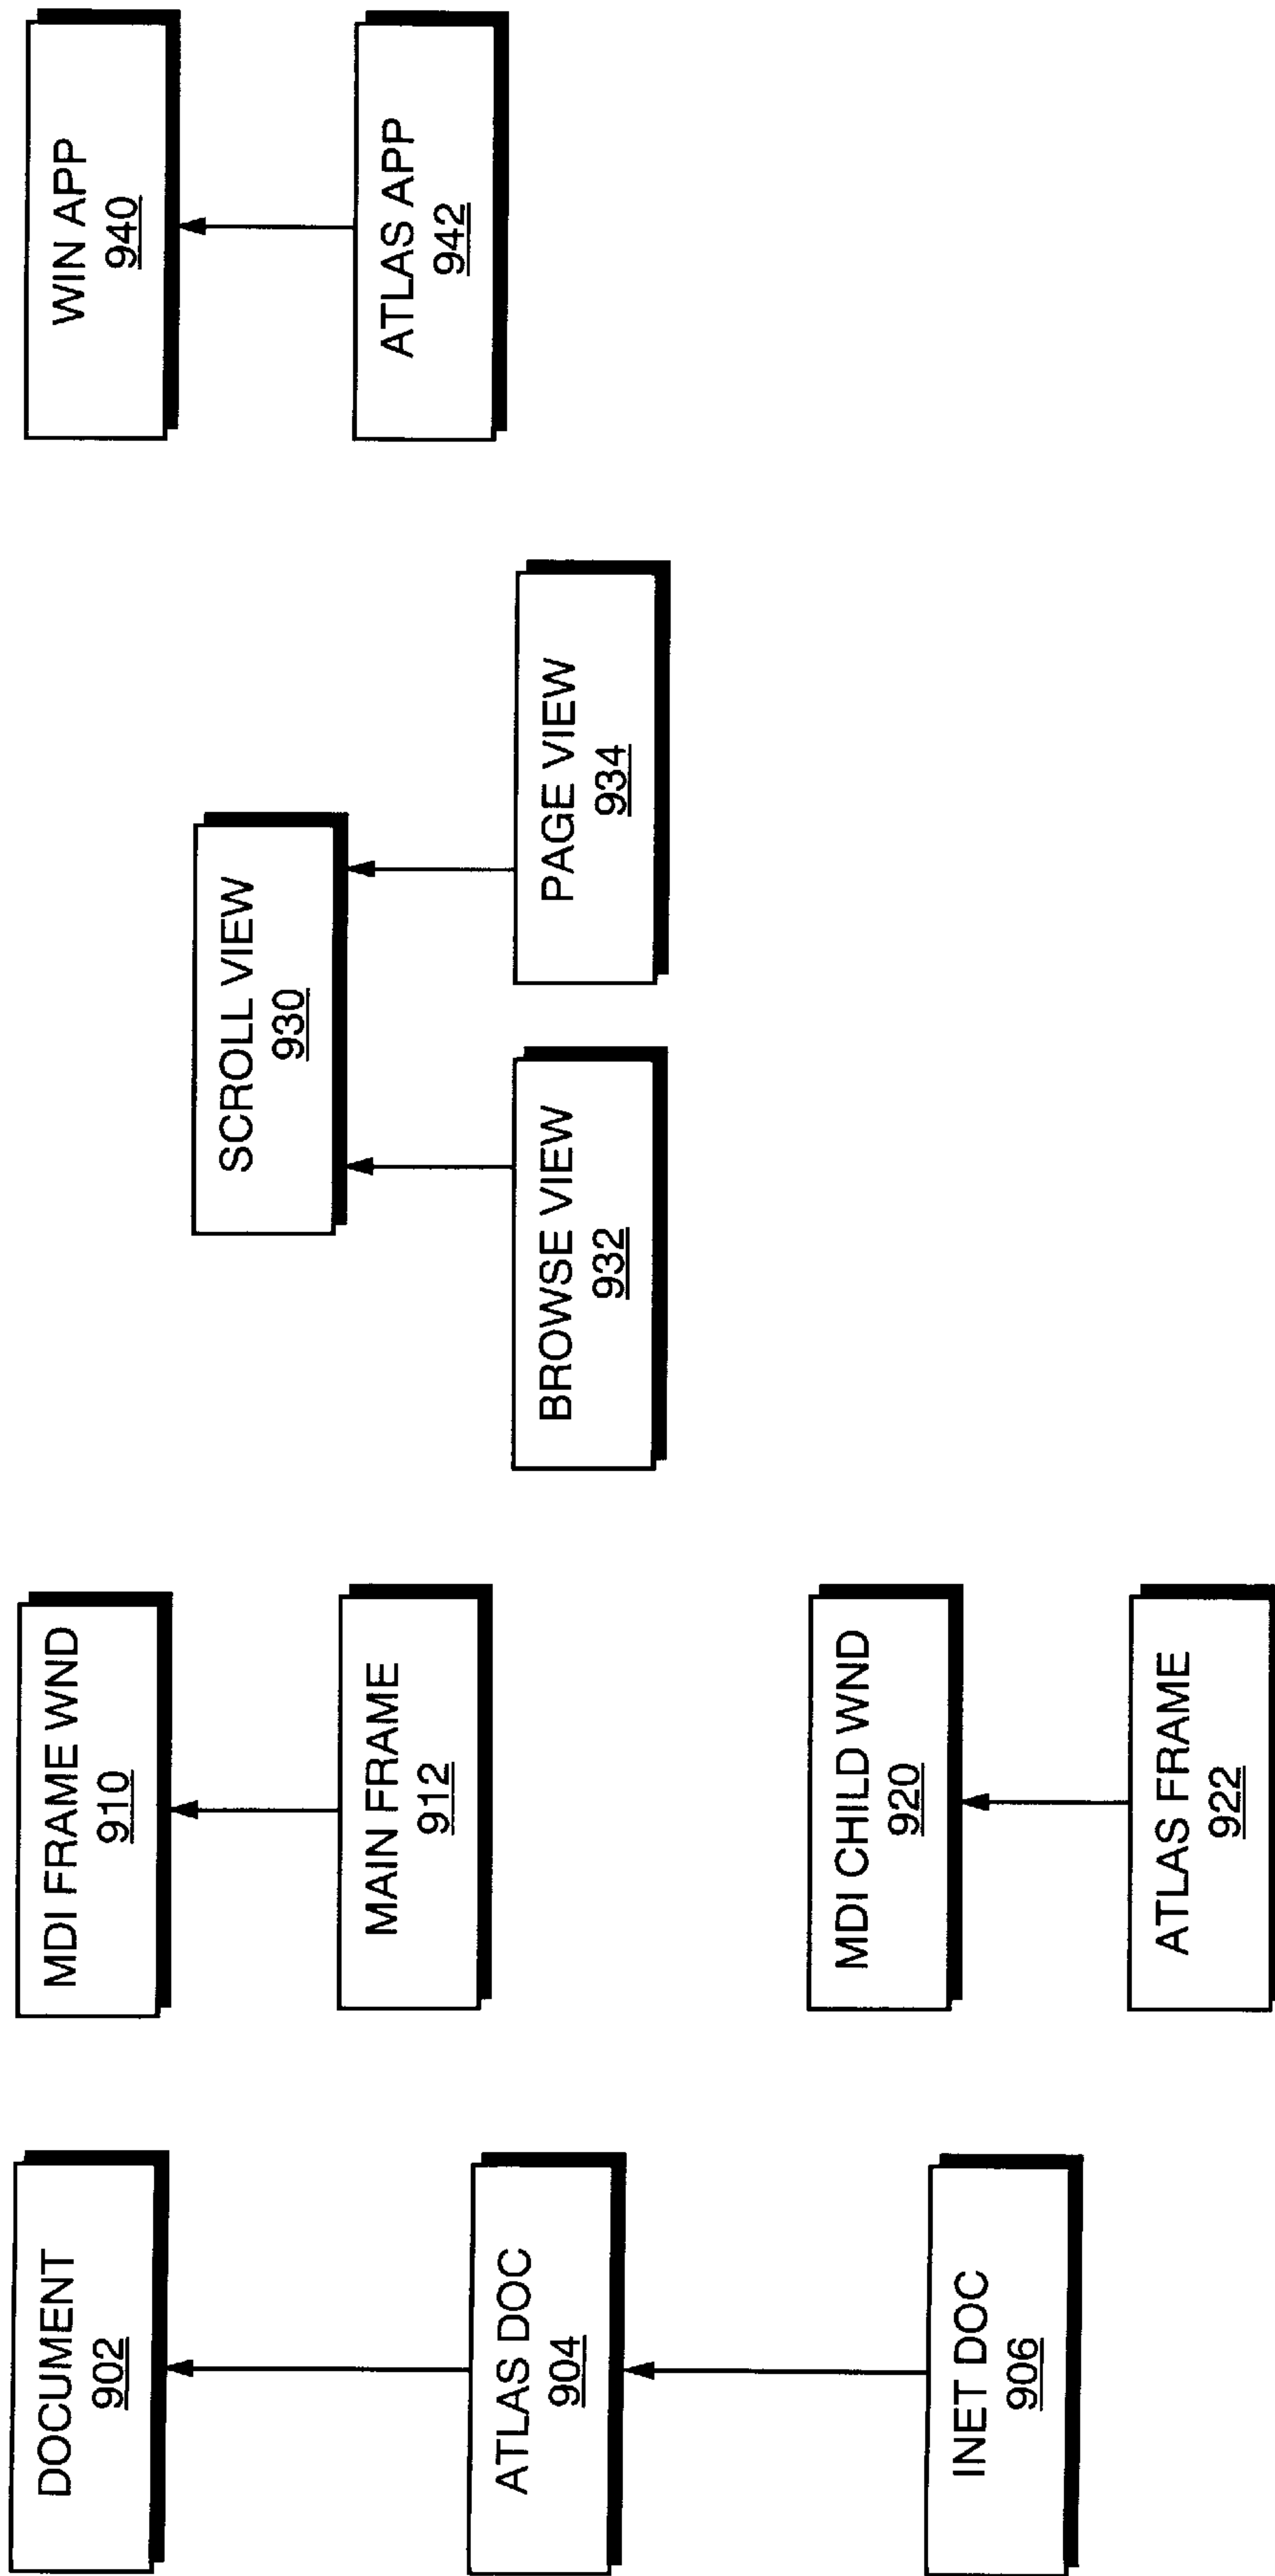 DOCUMENT
902
ATLAS DOC
904
INET DOC
906
MDI FRAME WND
910
MAIN FRAME
912
MDI CHILD WND
920
ATLAS FRAME
922
SCROLL VIEW
930
BROWSE VIEW
932
PAGE VIEW
934
WIN APP
940
ATLAS APP
942